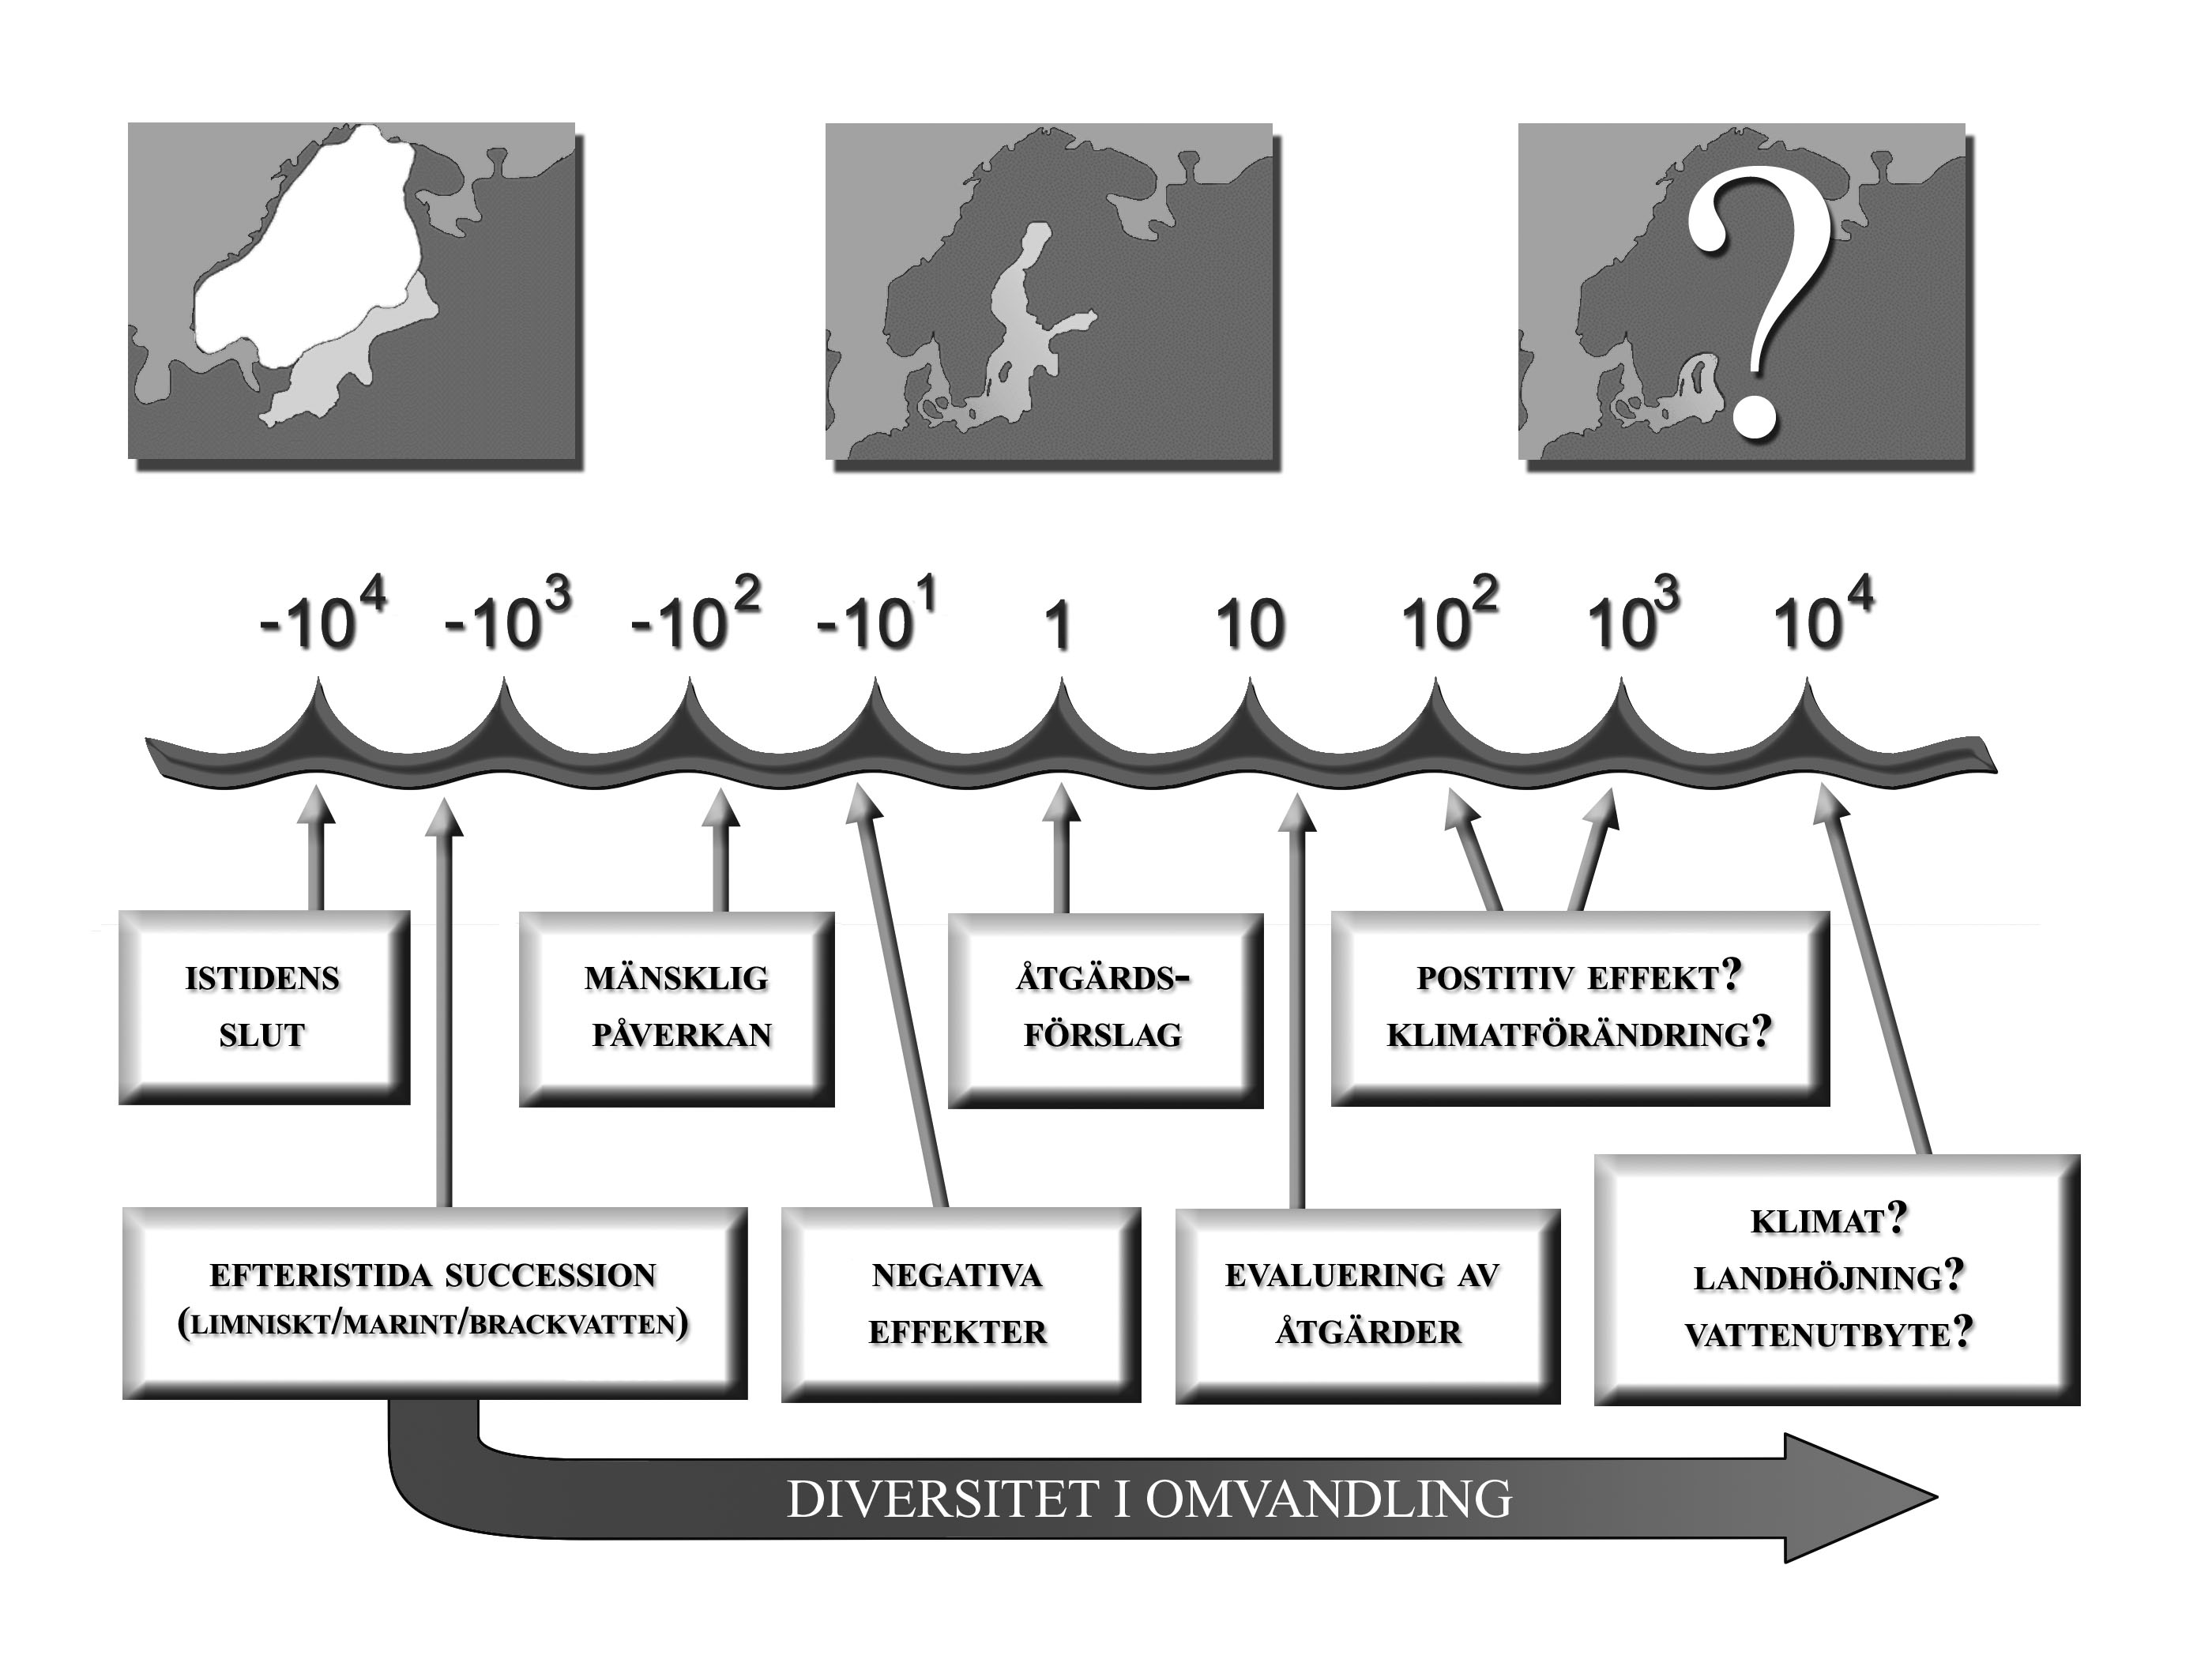 ?
-10⁴ -10³ -10² -10¹ 1 10 10² 10³ 10⁴
ISTIDENS
SLUT
MÄNSKLIG
PÅVERKAN
ÅTGÄRDS-
FÖRSLAG
POSTITIV EFFEKT?
KLIMATFÖRÄNDRING?
EFTERISTIDA SUCCESSION
(LIMNISKT/MARINT/BRACKVATTEN)
NEGATIVA
EFFEKTER
EVALUERING AV
ÅTGÄRDER
KLIMAT?
LANDHÖJNING?
VATTENUTBYTE?
DIVERSITET I OMVANDLING